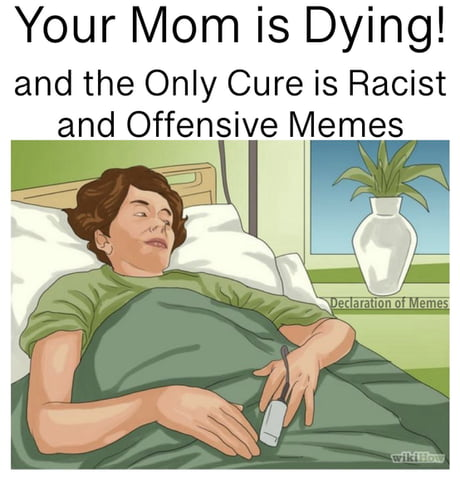 Your Mom is Dying!
and the Only Cure is Racist
and Offensive Memes
Declaration of Memes
wikiHow